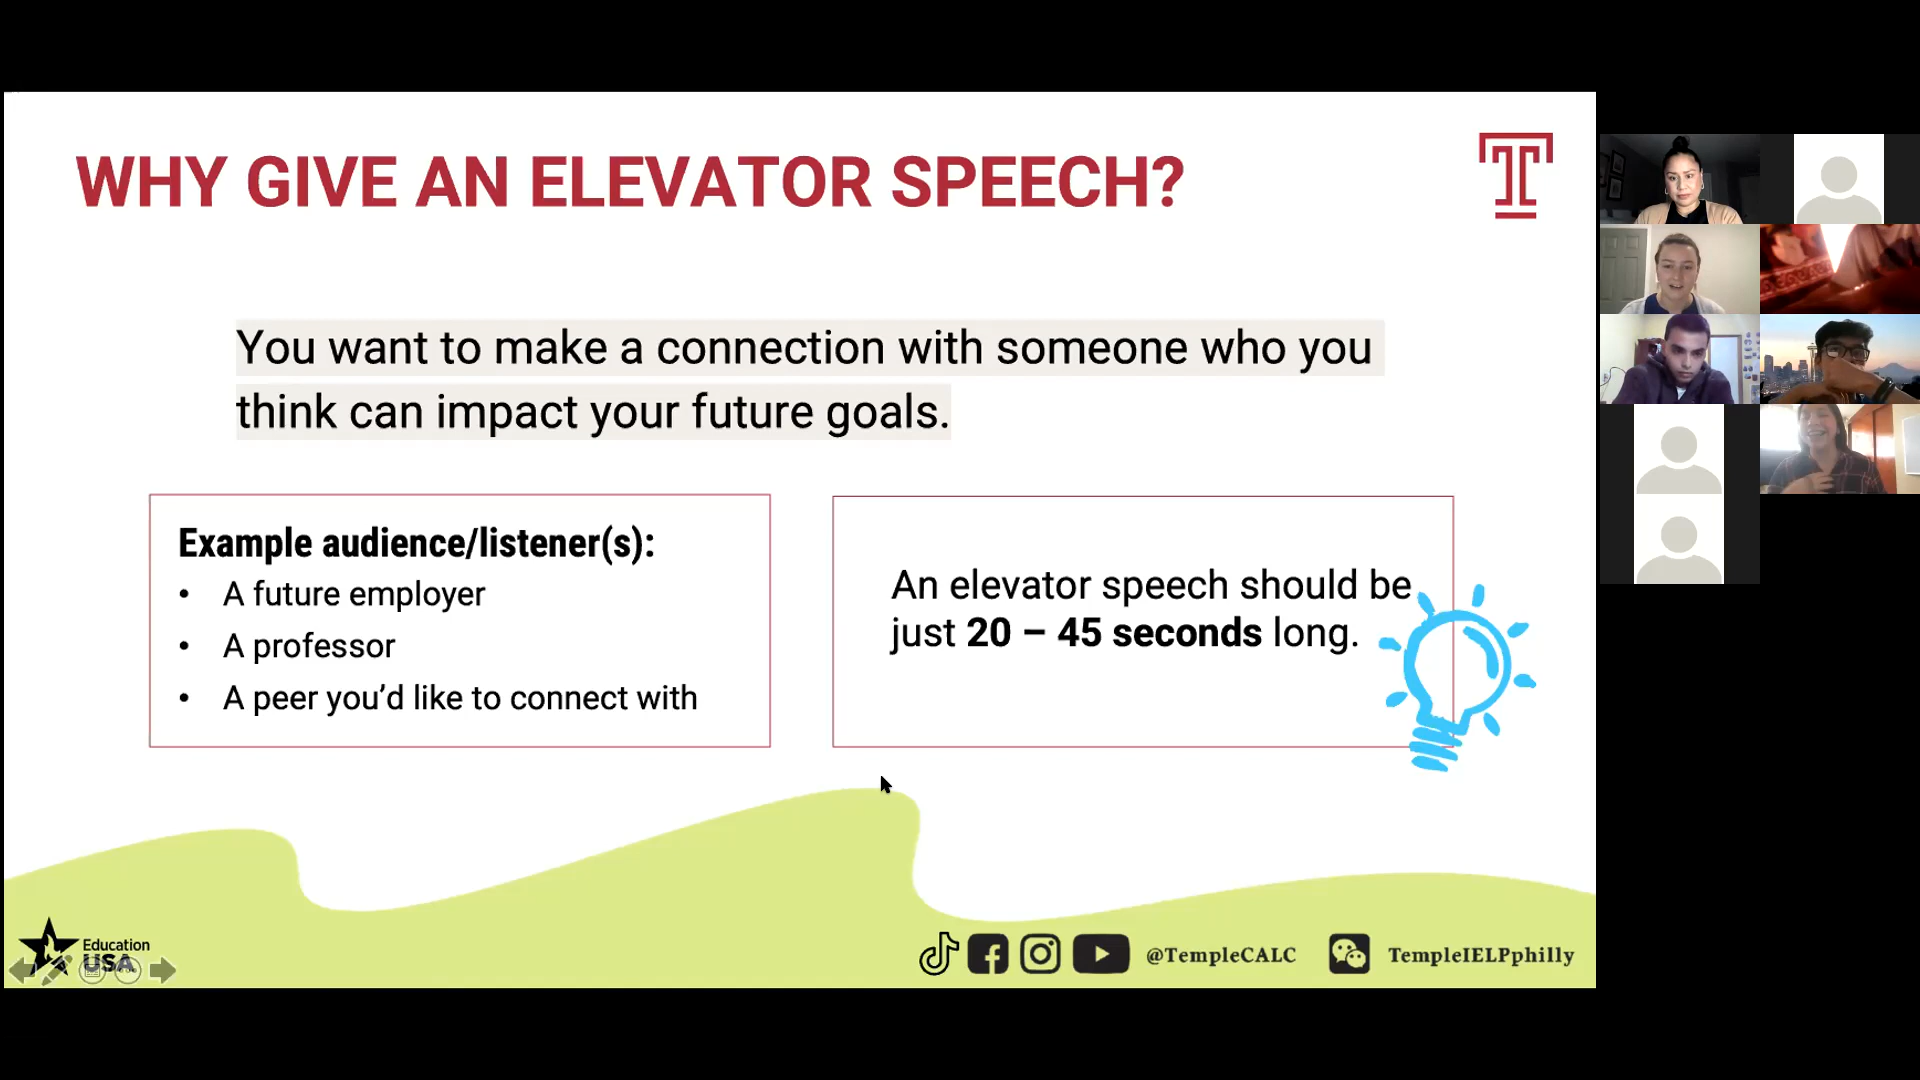 WHY GIVE AN ELEVATOR SPEECH?
You want to make a connection with someone who you
think can impact your future goals.
Example audience/listener(s):
• A future employer
• A professor
• A peer you’d like to connect with
An elevator speech should be
just 20 – 45 seconds long.
Education
USA
@TempleCALC
TempleIELPphilly